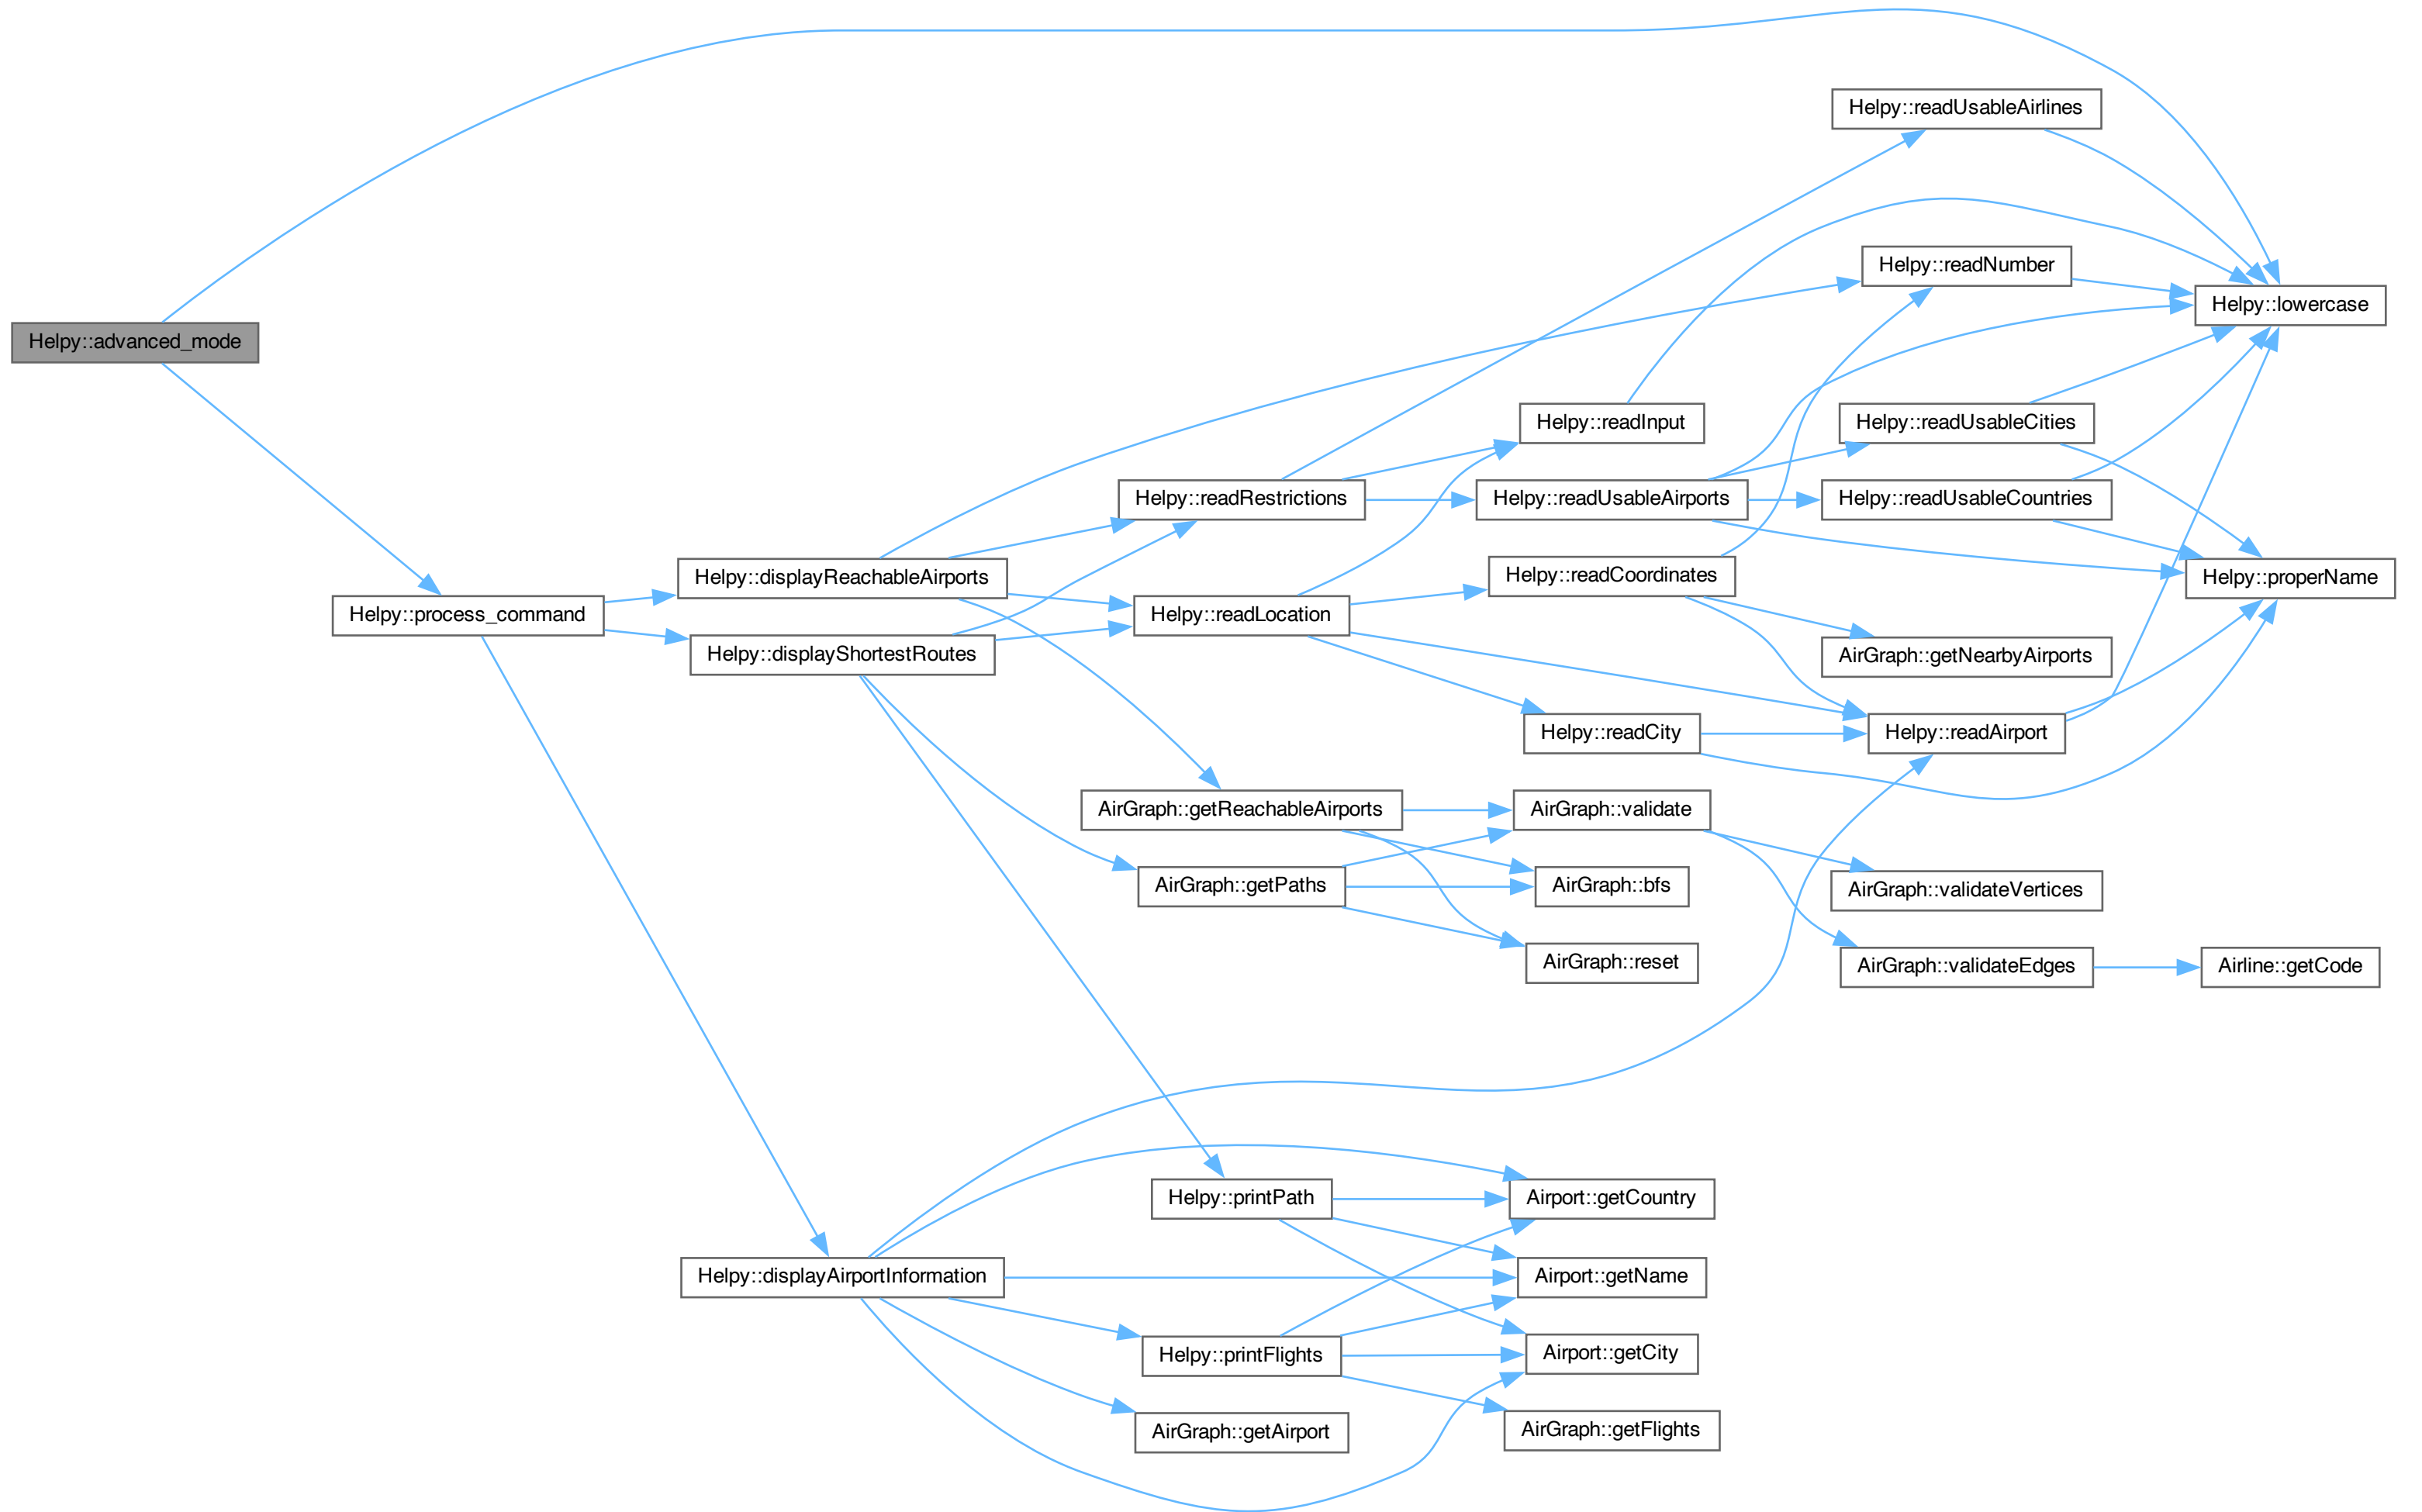 Helpy::readUsableAirlines
Helpy::readNumber
Helpy::lowercase
Helpy::advanced_mode
Helpy::readInput
Helpy::readUsableCities
Helpy::readRestrictions
Helpy::readUsableAirports
Helpy::readUsableCountries
Helpy::displayReachableAirports
Helpy::readCoordinates
Helpy::properName
Helpy::process_command
Helpy::readLocation
Helpy::displayShortestRoutes
AirGraph::getNearbyAirports
Helpy::readCity
Helpy::readAirport
AirGraph::getReachableAirports
AirGraph::validate
AirGraph::getPaths
AirGraph::bfs
AirGraph::validateVertices
AirGraph::reset
AirGraph::validateEdges
Airline::getCode
Helpy::printPath
Airport::getCountry
Helpy::displayAirportInformation
Airport::getName
Helpy::printFlights
Airport::getCity
AirGraph::getAirport
AirGraph::getFlights